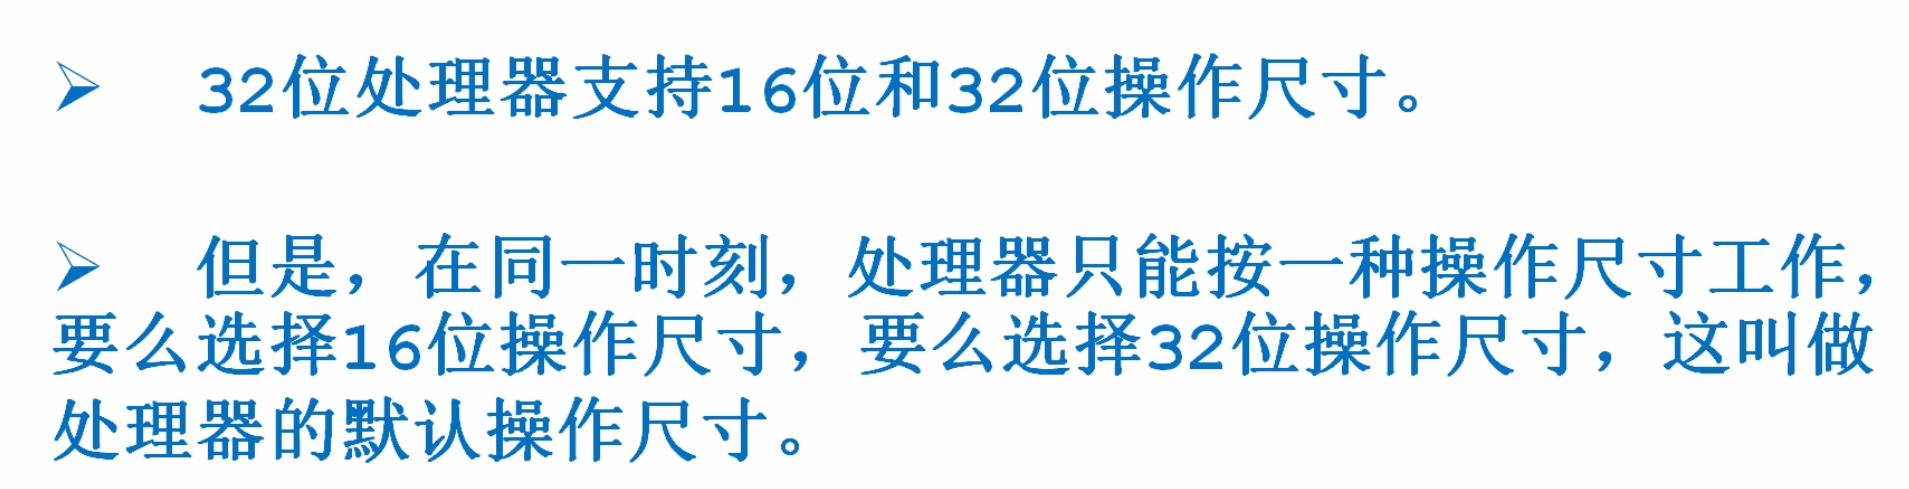 ➢ 32位处理器支持16位和32位操作尺寸。
➢ 但是，在同一时刻，处理器只能按一种操作尺寸工作，
要么选择16位操作尺寸，要么选择32位操作尺寸，这叫做
处理器的默认操作尺寸。